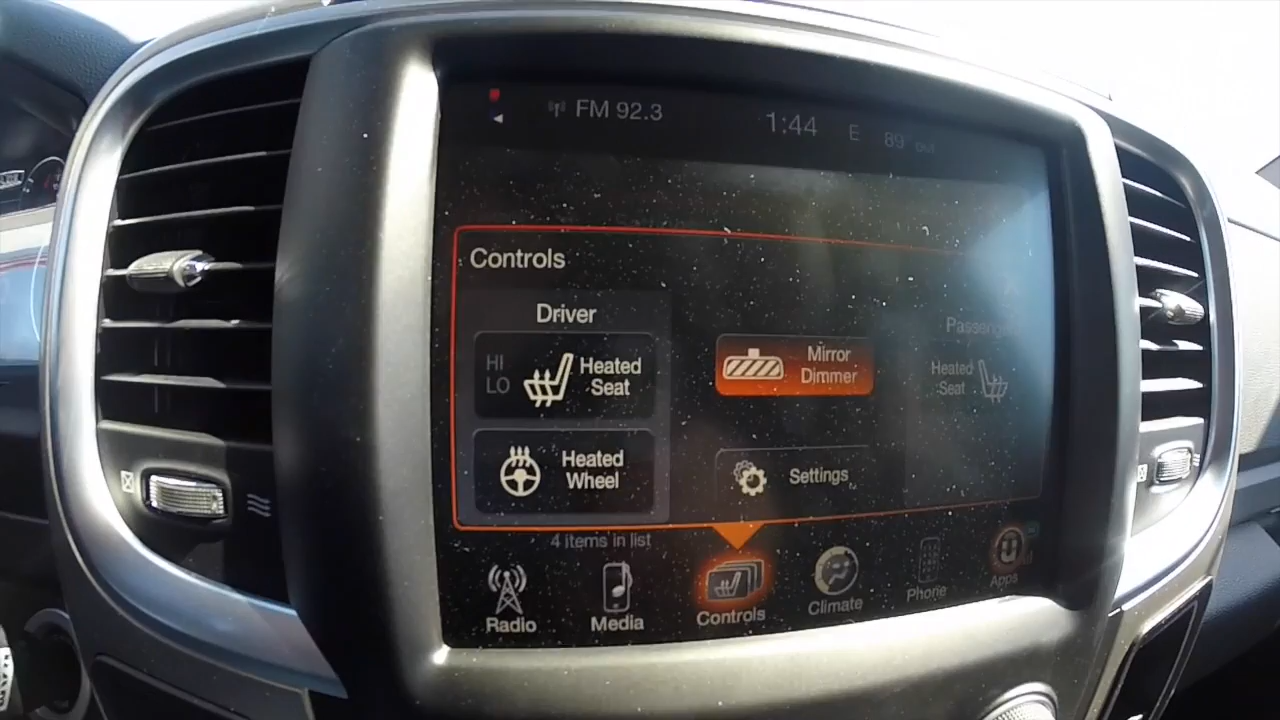 FM 92.3
1:44
E
89° out
Controls
Driver
HI
LO
Heated
Seat
Mirror
Dimmer
Heated
Seat
Heated
Wheel
Settings
4 items in list
Radio
Media
Controls
Climate
Phone
Apps